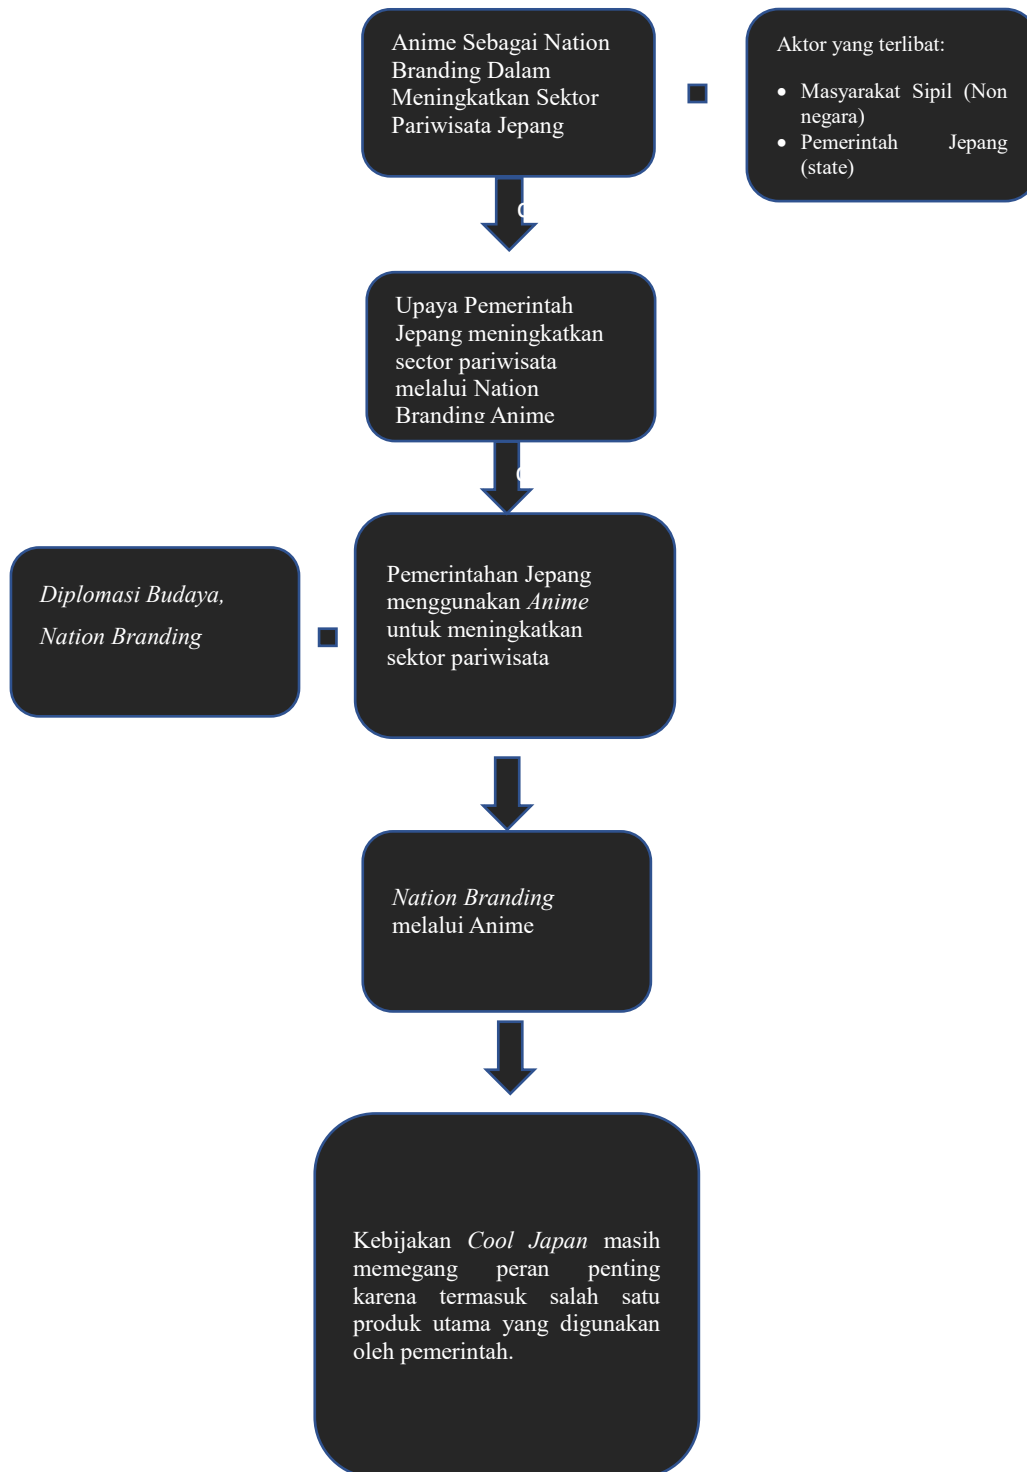 Anime Sebagai Nation
Branding Dalam
Meningkatkan Sektor
Pariwisata Jepang
Aktor yang terlibat:
• Masyarakat Sipil (Non
negara)
• Pemerintah Jepang
(state)
Upaya Pemerintah
Jepang meningkatkan
sector pariwisata
melalui Nation
Branding Anime
Diplomasi Budaya,
Nation Branding
Pemerintahan Jepang
menggunakan Anime
untuk meningkatkan
sektor pariwisata
Nation Branding
melalui Anime
Kebijakan Cool Japan masih
memegang peran penting
karena termasuk salah satu
produk utama yang digunakan
oleh pemerintah.